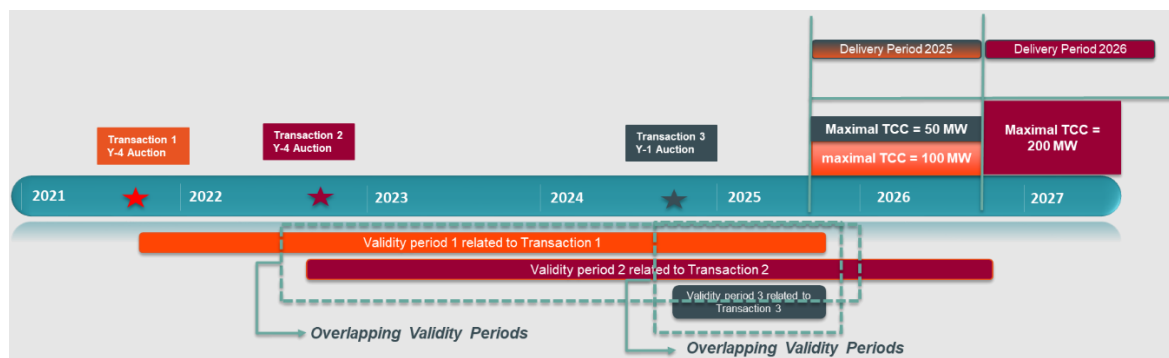 Delivery Period 2025
Delivery Period 2026
Transaction 1
Y-4 Auction
Transaction 2
Y-4 Auction
Transaction 3
Y-1 Auction
Maximal TCC = 50 MW
maximal TCC = 100 MW
Maximal TCC =
200 MW
2021
2022
2023
2024
2025
2026
2027
Validity period 1 related to Transaction 1
Validity period 2 related to Transaction 2
Validity period 3 related to
Transaction 3
Overlapping Validity Periods
Overlapping Validity Periods